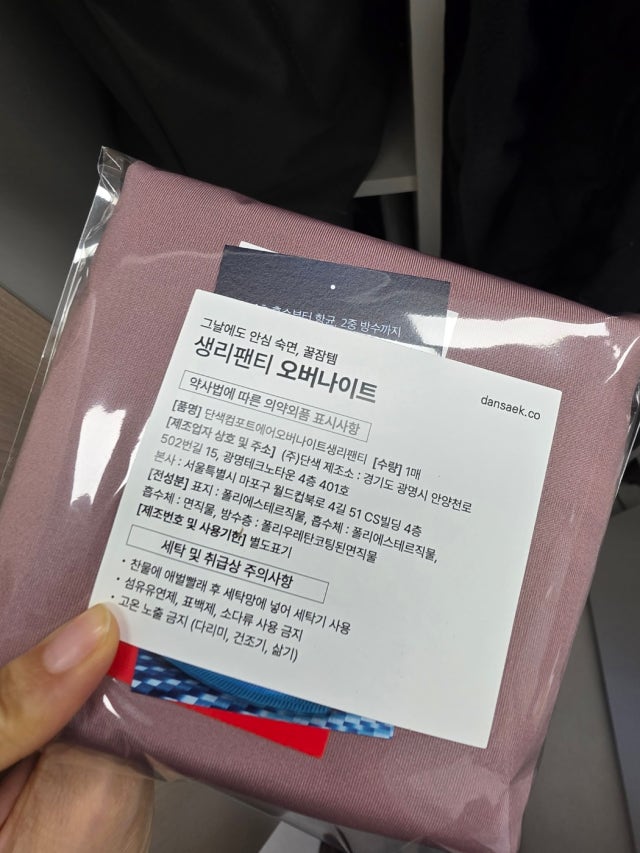 흡수부터 항균, 2중 방수까지
그날에도 안심 숙면, 꿀잠템
생리팬티 오버나이트
dansaek.co
약사법에 따른 의약외품 표시사항
[품명] 단색컴포트에어오버나이트생리팬티 [수량] 1매
[제조업자 상호 및 주소] (주)단색 제조소 : 경기도 광명시 안양천로
502번길 15, 광명테크노타운 4층 401호
본사 : 서울특별시 마포구 월드컵북로 4길 51 CS빌딩 4층
[전성분] 표지 : 폴리에스테르직물, 흡수체 : 폴리에스테르직물,
흡수체 : 면직물, 방수층 : 폴리우레탄코팅된면직물
[제조번호 및 사용기한] 별도표기
세탁 및 취급상 주의사항
• 찬물에 애벌빨래 후 세탁망에 넣어 세탁기 사용
• 섬유유연제, 표백제, 소다류 사용 금지
• 고온 노출 금지 (다리미, 건조기, 삶기)